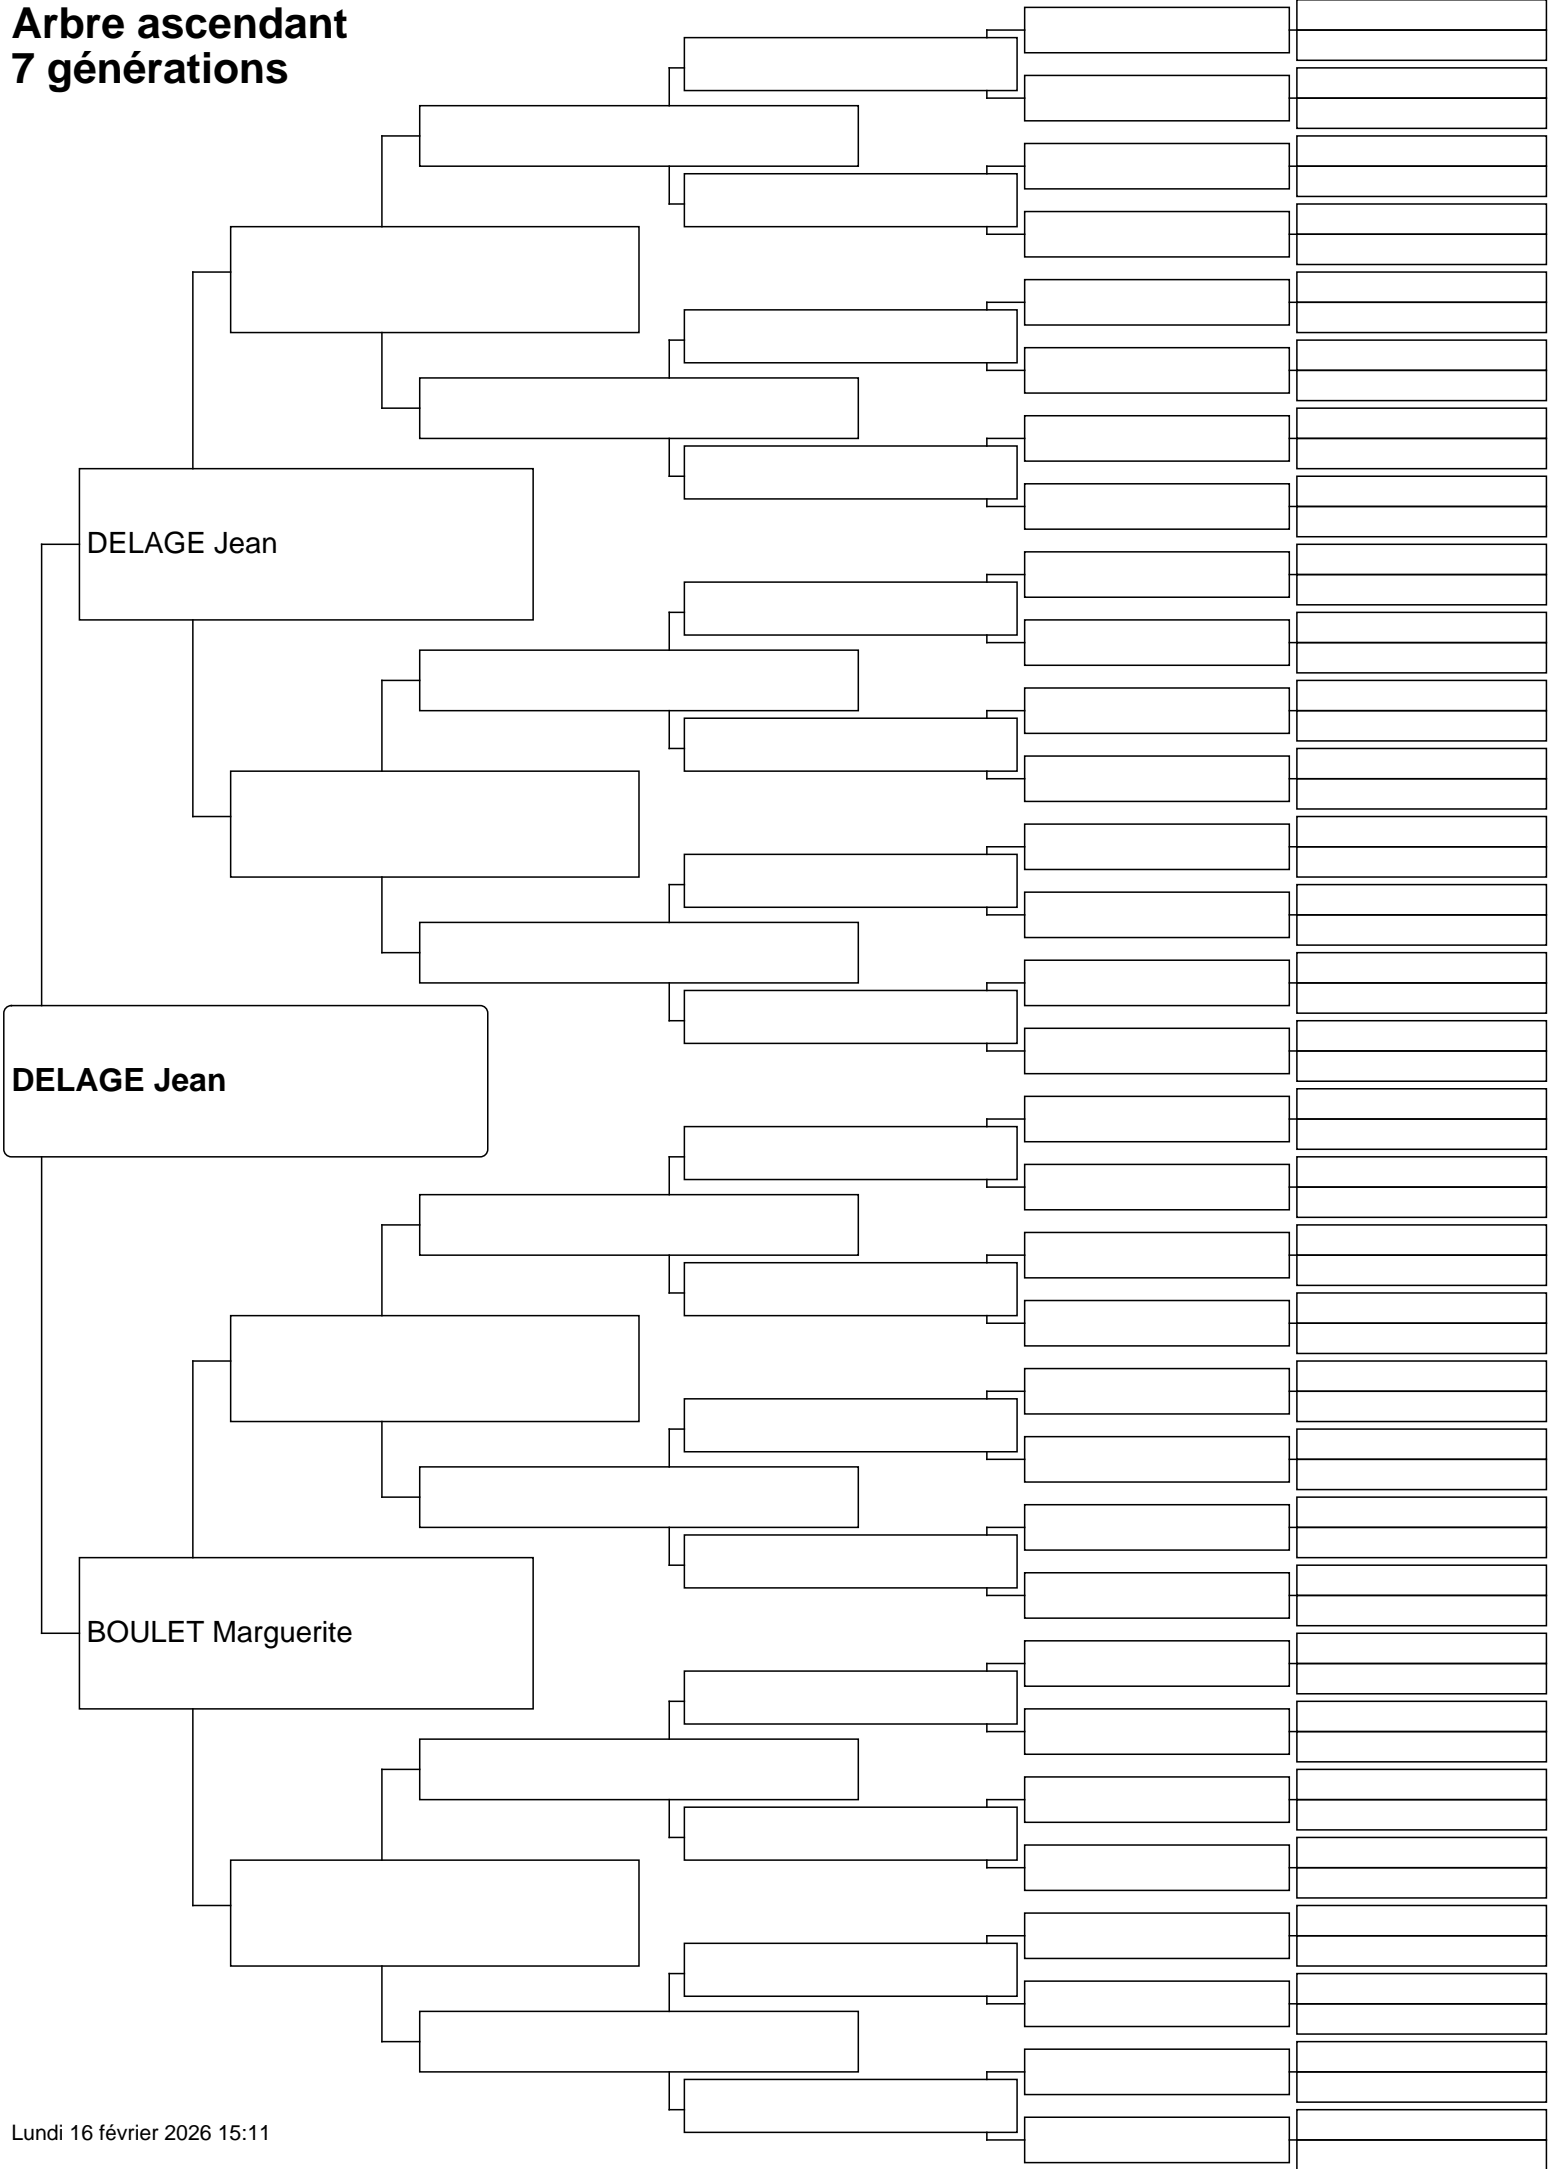 Arbre ascendant
7 générations
DELAGE Jean
DELAGE Jean
BOULET Marguerite
Lundi 16 février 2026 15:11